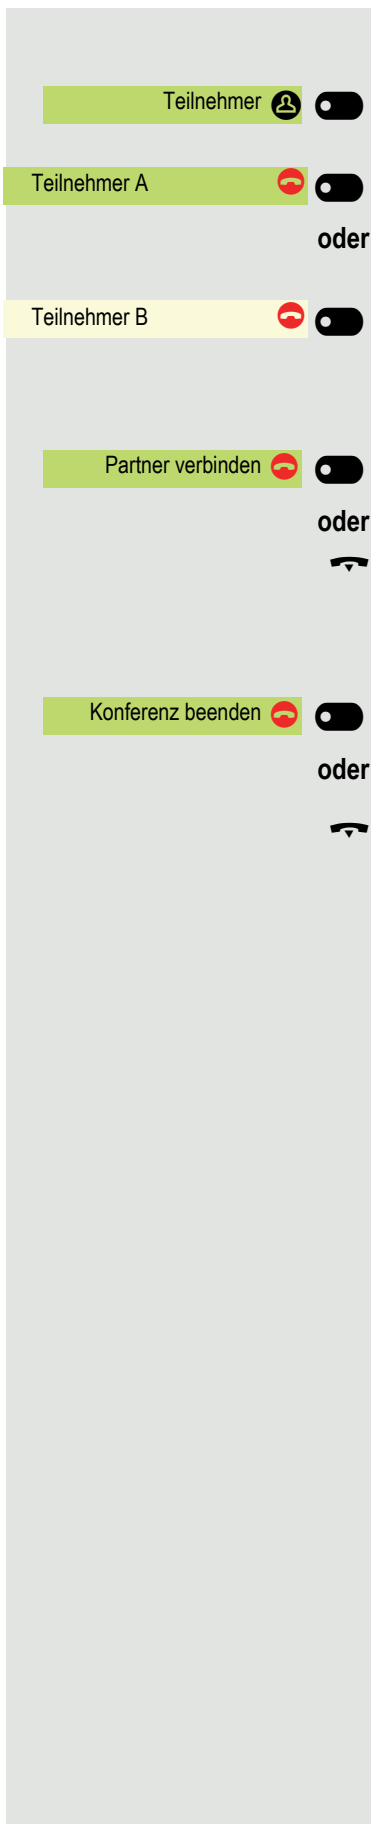 Teilnehmer
Teilnehmer A
oder
Teilnehmer B
Partner verbinden
oder
Konferenz beenden
oder